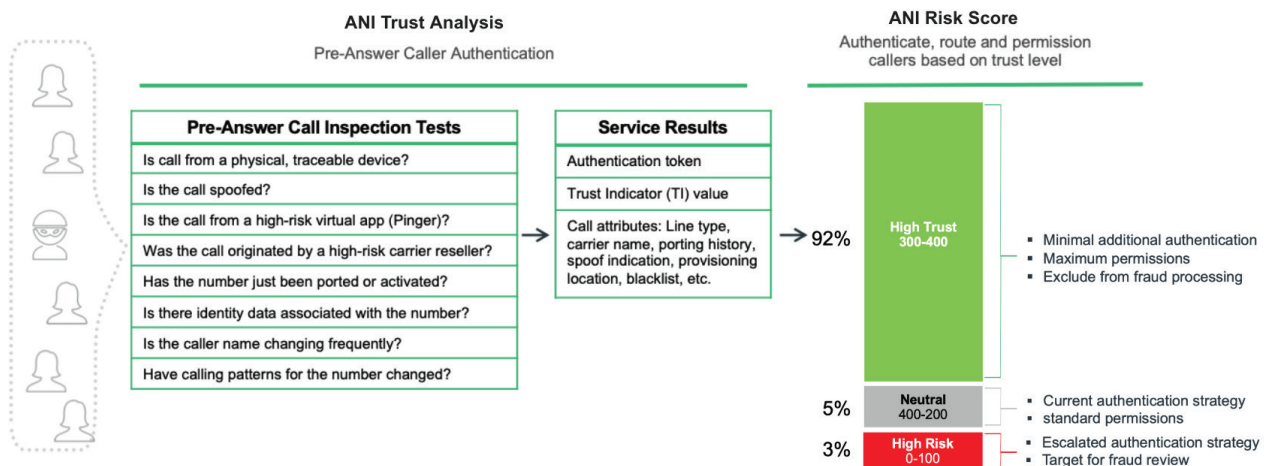 ANI Trust Analysis
Pre-Answer Caller Authentication
ANI Risk Score
Authenticate, route and permission
callers based on trust level
Pre-Answer Call Inspection Tests
Is call from a physical, traceable device?
Is the call spoofed?
Is the call from a high-risk virtual app (Pinger)?
Was the call originated by a high-risk carrier reseller?
Has the number just been ported or activated?
Is there identity data associated with the number?
Is the caller name changing frequently?
Have calling patterns for the number changed?
Service Results
Authentication token
Trust Indicator (TI) value
Call attributes: Line type,
carrier name, porting history,
spoof indication, provisioning
location, blacklist, etc.
92%
High Trust
300-400
▪ Minimal additional authentication
▪ Maximum permissions
▪ Exclude from fraud processing
5%
Neutral
400-200
▪ Current authentication strategy
▪ standard permissions
3%
High Risk
0-100
▪ Escalated authentication strategy
▪ Target for fraud review